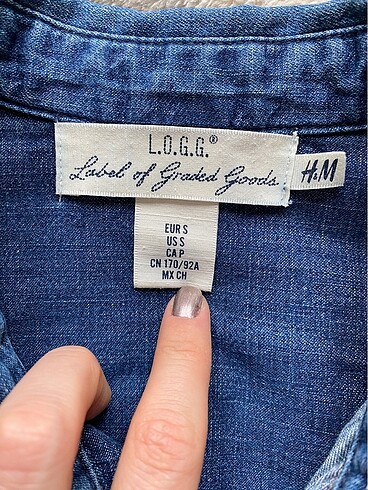 L.O.G.G.®
Label of Graded Goods
H&M
EUR S
US S
CA P
CN 170/92A
MX CH